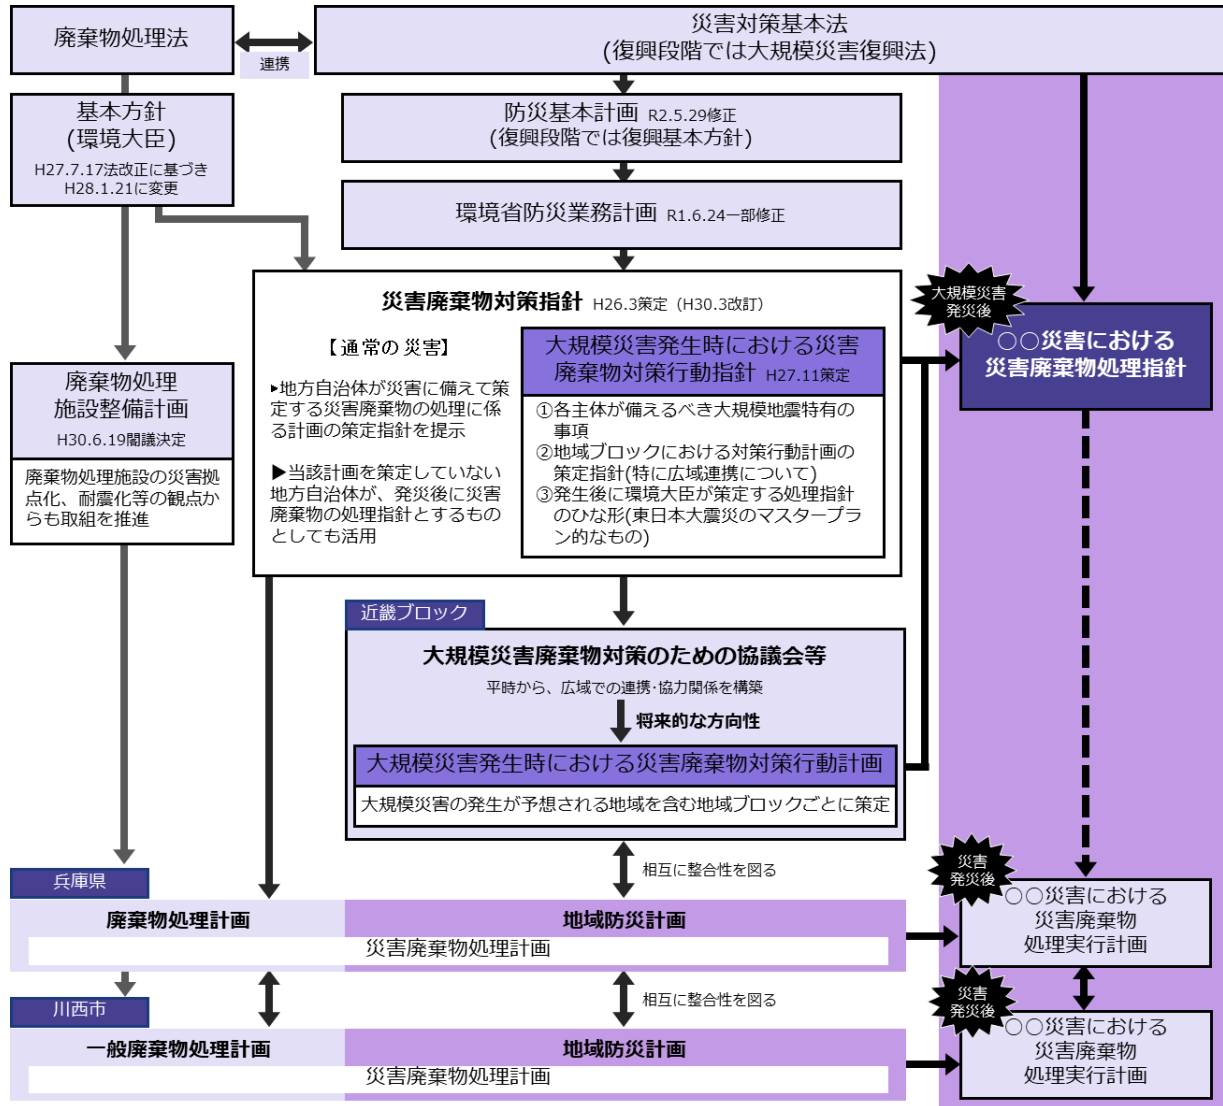 廃棄物処理法
連携
災害対策基本法
(復興段階では大規模災害復興法)
基本方針
(環境大臣)
H27.7.17法改正に基づき
H28.1.21に変更
防災基本計画 R2.5.29修正
(復興段階では復興基本方針)
環境省防災業務計画 R1.6.24一部修正
災害廃棄物対策指針 H26.3策定（H30.3改訂）
【通常の災害】
▸地方自治体が災害に備えて策
定する災害廃棄物の処理に係
る計画の策定指針を提示
▶当該計画を策定していない
地方自治体が、発災後に災害
廃棄物の処理指針とするもの
としても活用
大規模災害発生時における災害
廃棄物対策行動指針 H27.11策定
①各主体が備えるべき大規模地震特有の
事項
②地域ブロックにおける対策行動計画の
策定指針(特に広域連携について)
③発生後に環境大臣が策定する処理指針
のひな形(東日本大震災のマスタープラ
ン的なもの)
大規模災害
発災後
○○災害における
災害廃棄物処理指針
廃棄物処理
施設整備計画
H30.6.19閣議決定
廃棄物処理施設の災害拠
点化、耐震化等の観点か
らも取組を推進
近畿ブロック
大規模災害廃棄物対策のための協議会等
平時から、広域での連携･協力関係を構築
将来的な方向性
大規模災害発生時における災害廃棄物対策行動計画
大規模災害の発生が予想される地域を含む地域ブロックごとに策定
相互に整合性を図る
兵庫県
廃棄物処理計画
地域防災計画
災害廃棄物処理計画
災害
発災後
○○災害における
災害廃棄物
処理実行計画
相互に整合性を図る
川西市
一般廃棄物処理計画
地域防災計画
災害廃棄物処理計画
災害
発災後
○○災害における
災害廃棄物
処理実行計画